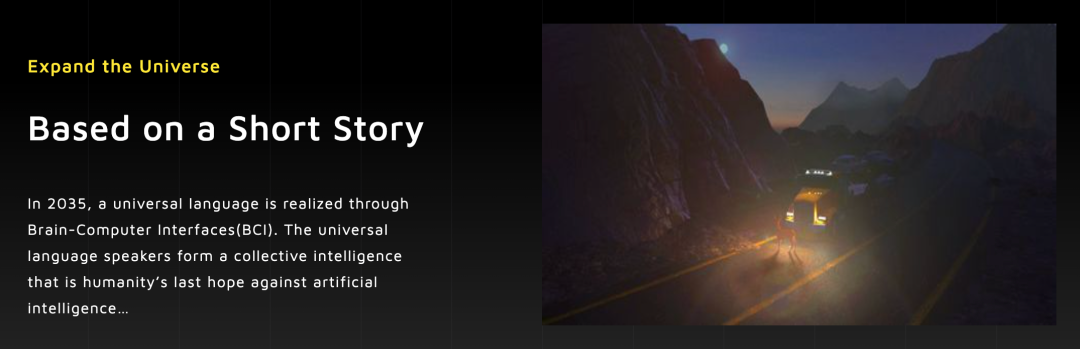 Expand the Universe
Based on a Short Story
In 2035, a universal language is realized through
Brain-Computer Interfaces(BCI). The universal
language speakers form a collective intelligence
that is humanity’s last hope against artificial
intelligence…